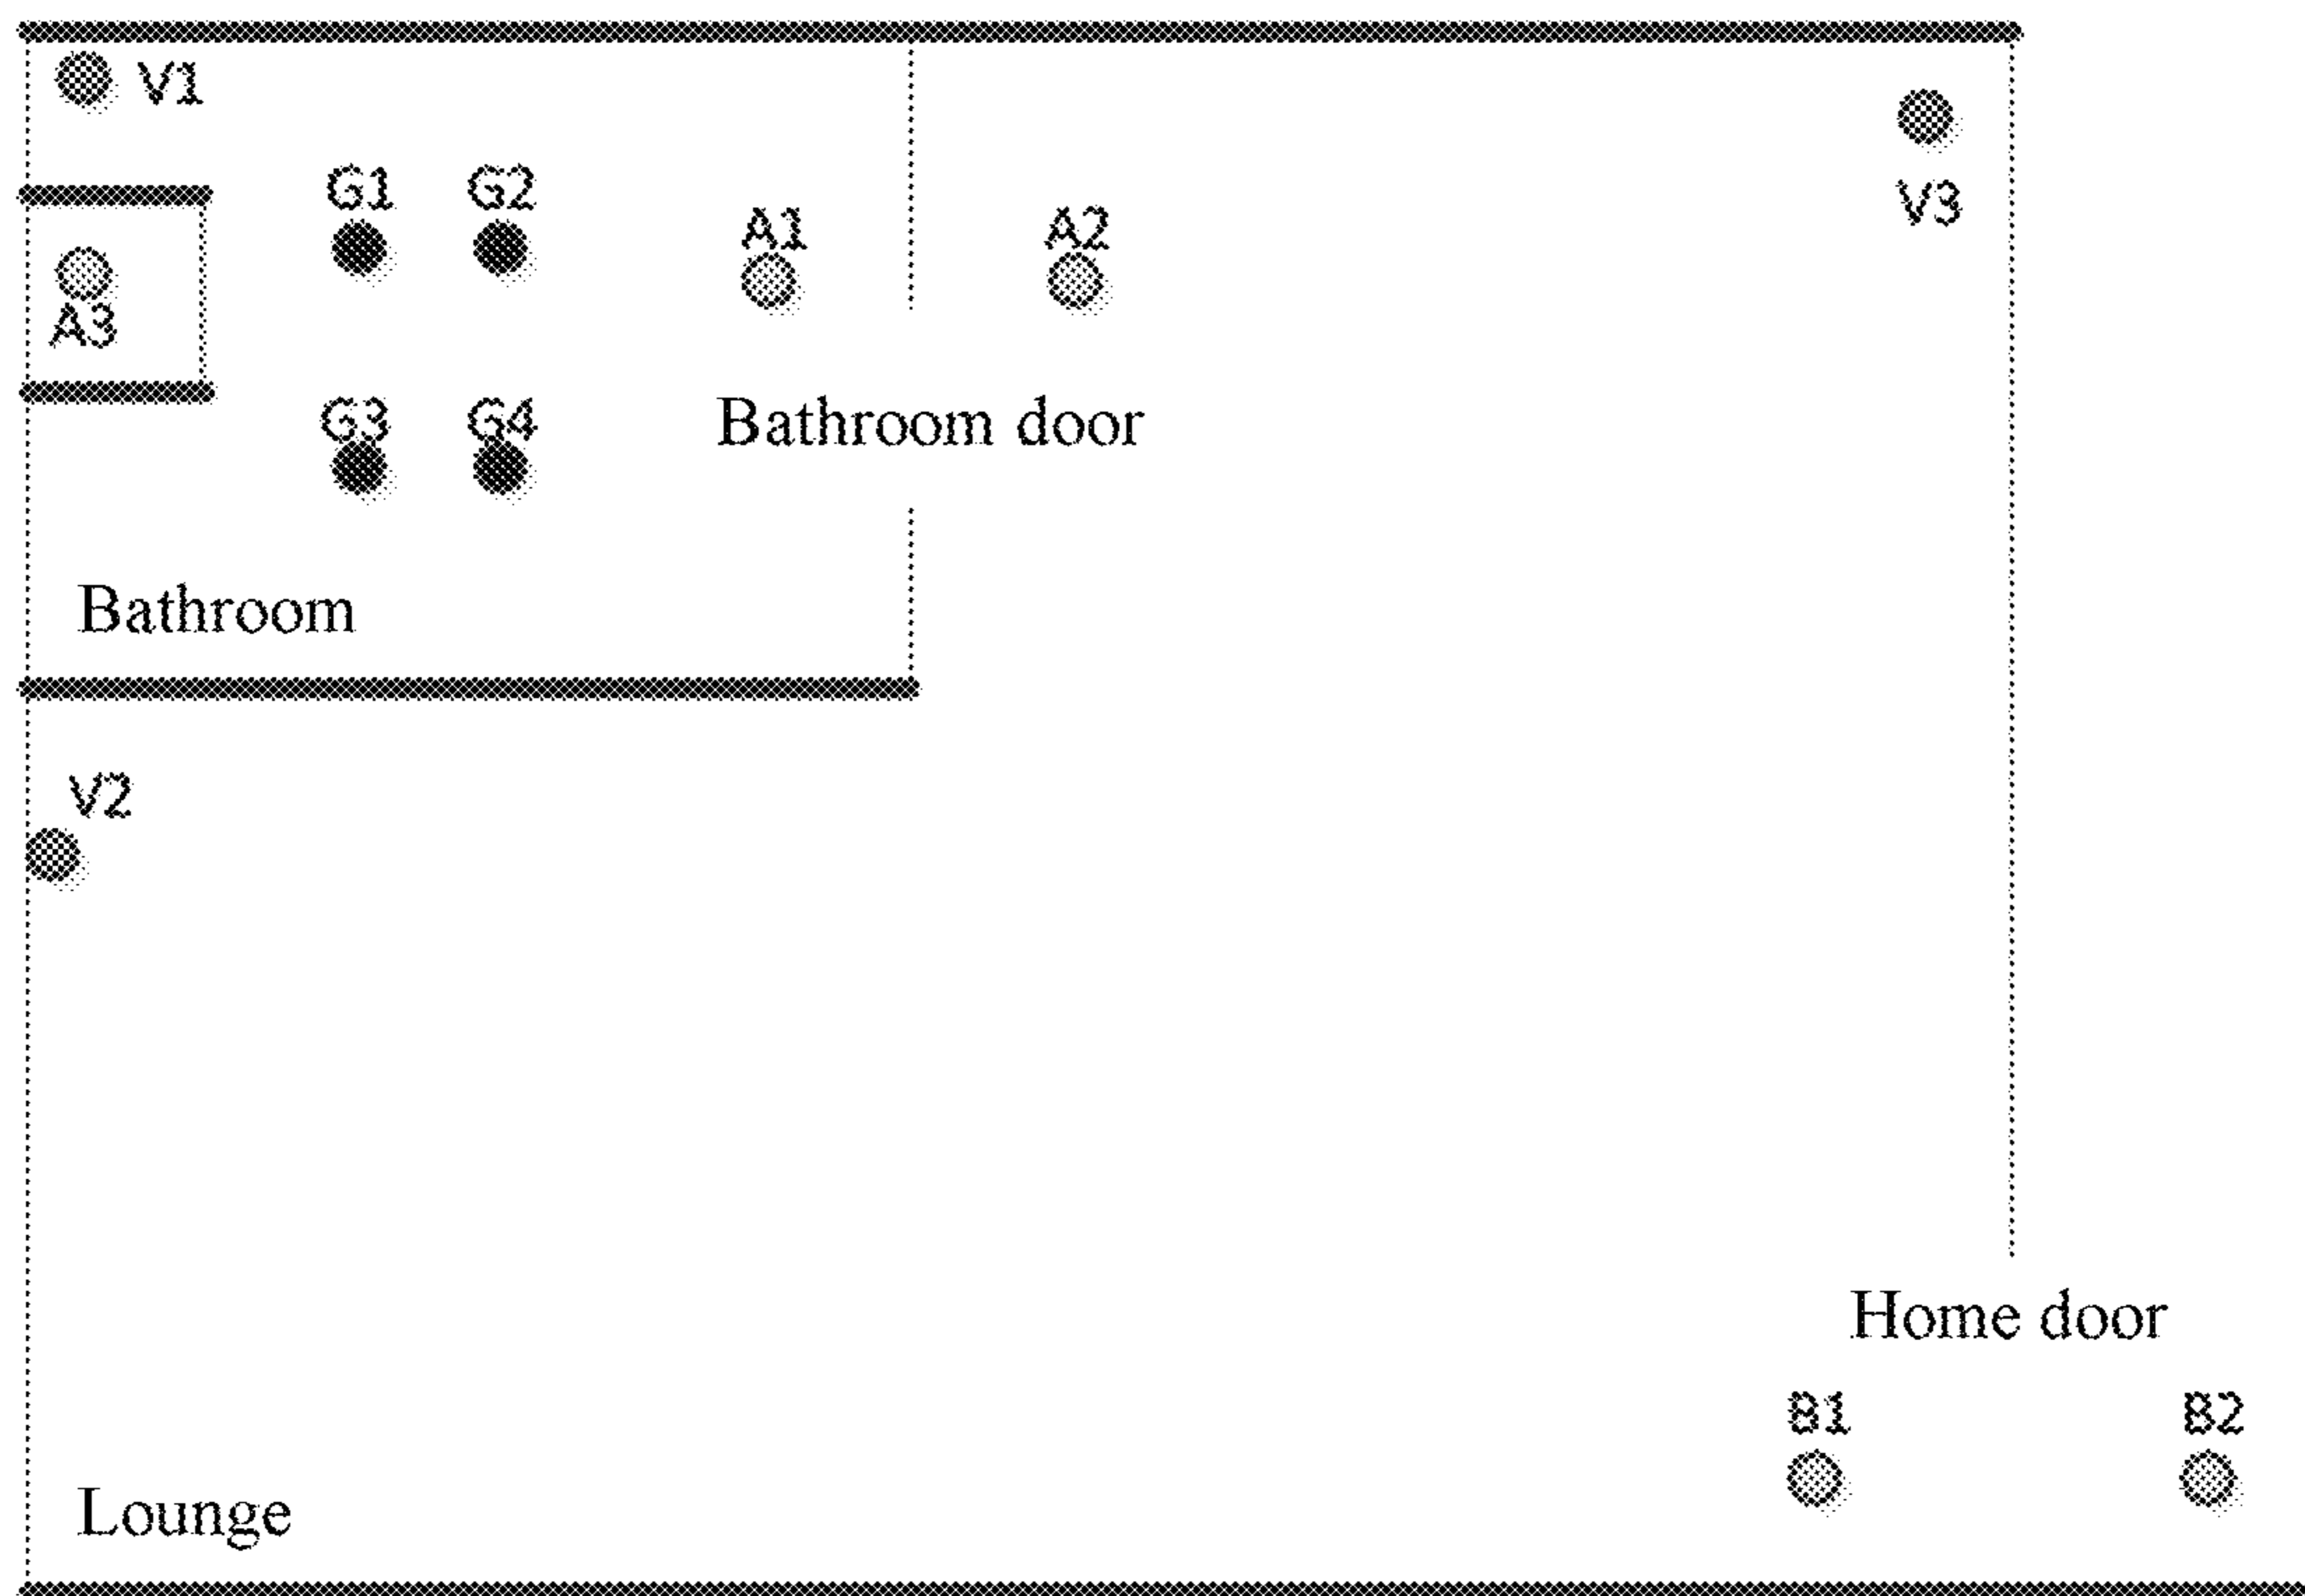 V1
G1 G2
V3
A1 A2
A3
G3 G4
Bathroom door
Bathroom
V2
Home door
B1 B2
Lounge